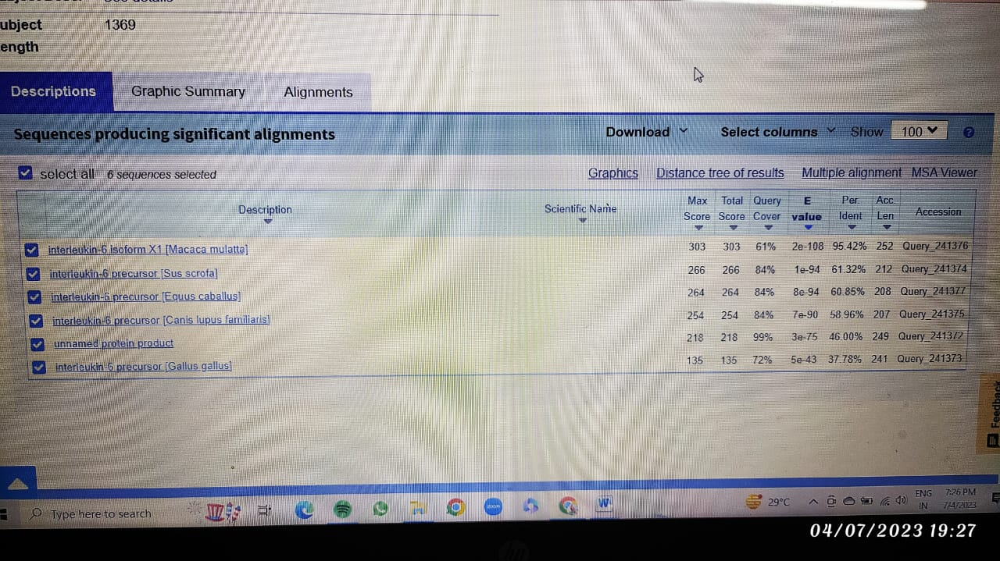 ubject 1369
ength
Descriptions Graphic Summary Alignments
Sequences producing significant alignments Download Select columns Show 100 ?
select all 6 sequences selected Graphics Distance tree of results Multiple alignment MSA Viewer
Description Scientific Name Max Score Total Score Query Cover E value Per. Ident Acc. Len Accession
interleukin-6 isoform X1 [Macaca mulatta] 303 303 61% 2e-108 95.42% 252 Query_241376
interleukin-6 precursor [Sus scrofa] 266 266 84% 1e-94 61.32% 212 Query_241374
interleukin-6 precursor [Equus caballus] 264 264 84% 8e-94 60.85% 208 Query_241377
interleukin-6 precursor [Canis lupus familiaris] 254 254 84% 7e-90 58.96% 207 Query_241375
unnamed protein product 218 218 99% 3e-75 46.00% 249 Query_241372
interleukin-6 precursor [Gallus gallus] 135 135 72% 5e-43 37.78% 241 Query_241373
Feedback
Type here to search zoom W 29°C ENG 7:26 PM
IN 7/4/2023
04/07/2023 19:27
hp